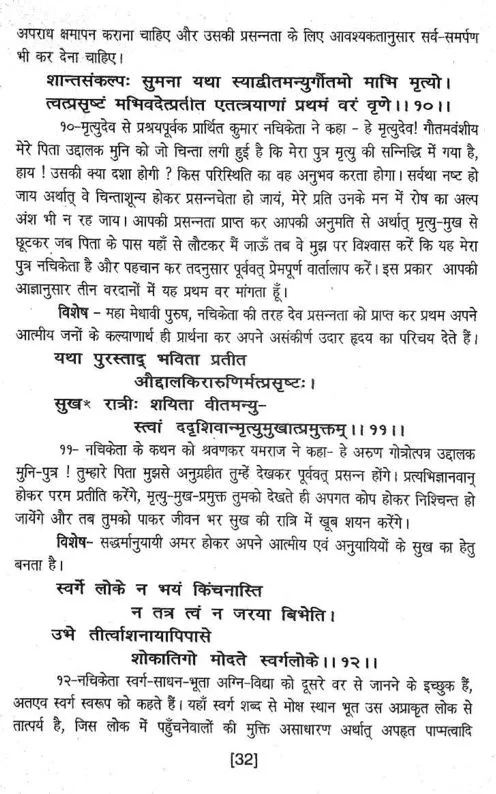 अपराध क्षमापन कराना चाहिए और उसकी प्रसन्नता के लिए आवश्यकतानुसार सर्व-समर्पण
भी कर देना चाहिए।
शान्तसंकल्पः सुमना यथा स्याद्वीतमन्युर्गौतमो माभि मृत्यो।
त्वत्प्रसृष्टं मभिवदेत्प्रतीत एतत्त्रयाणां प्रथमं वरं वृणे।।१०।।
१०-मृत्युदेव से प्रश्रयपूर्वक प्रार्थित कुमार नचिकेता ने कहा - हे मृत्युदेव! गौतमवंशीय
मेरे पिता उद्दालक मुनि को जो चिन्ता लगी हुई है कि मेरा पुत्र मृत्यु की सन्निद्धि में गया है,
हाय ! उसकी क्या दशा होगी ? किस परिस्थिति का वह अनुभव करता होगा। सर्वथा नष्ट हो
जाय अर्थात् वे चिन्ताशून्य होकर प्रसन्नचेता हो जायं, मेरे प्रति उनके मन में रोष का अल्प
अंश भी न रह जाय। आपकी प्रसन्नता प्राप्त कर आपकी अनुमति से अर्थात् मृत्यु-मुख से
छूटकर जब पिता के पास यहाँ से लौटकर मैं जाऊँ तब वे मुझ पर विश्वास करें कि यह मेरा
पुत्र नचिकेता है और पहचान कर तदनुसार पूर्ववत् प्रेमपूर्ण वार्तालाप करें। इस प्रकार आपकी
आज्ञानुसार तीन वरदानों में यह प्रथम वर मांगता हूँ।
विशेष - महा मेधावी पुरुष, नचिकेता की तरह देव प्रसन्नता को प्राप्त कर प्रथम अपने
आत्मीय जनों के कल्याणार्थ ही प्रार्थना कर अपने असंकीर्ण उदार हृदय का परिचय देते हैं।
यथा पुरस्ताद् भविता प्रतीत
औद्दालकिरारुणिर्मत्प्रसृष्टः।
सुख* रात्रीः शयिता वीतमन्यु-
स्त्वां ददृशिवान्मृत्युमुखात्प्रमुक्तम्।।११।।
११- नचिकेता के कथन को श्रवणकर यमराज ने कहा- हे अरुण गोत्रोत्पन्न उद्दालक
मुनि-पुत्र ! तुम्हारे पिता मुझसे अनुग्रहीत तुम्हें देखकर पूर्ववत् प्रसन्न होंगे। प्रत्यभिज्ञानवान्
होकर परम प्रतीति करेंगे, मृत्यु-मुख-प्रमुक्त तुमको देखते ही अपगत कोप होकर निश्चिन्त हो
जायेंगे और तब तुमको पाकर जीवन भर सुख की रात्रि में खूब शयन करेंगे।
विशेष- सद्धर्मानुयायी अमर होकर अपने आत्मीय एवं अनुयायियों के सुख का हेतु
बनता है।
स्वर्गे लोके न भयं किंचनास्ति
न तत्र त्वं न जरया बिभेति।
उभे तीर्त्वाशनायापिपासे
शोकातिगो मोदते स्वर्गलोके।।१२।।
१२-नचिकेता स्वर्ग-साधन-भूता अग्नि-विद्या को दूसरे वर से जानने के इच्छुक हैं,
अतएव स्वर्ग स्वरूप को कहते हैं। यहाँ स्वर्ग शब्द से मोक्ष स्थान भूत उस अप्राकृत लोक से
तात्पर्य है, जिस लोक में पहुँचनेवालों की मुक्ति असाधारण अर्थात् अपहृत पाप्मत्वादि
[32]